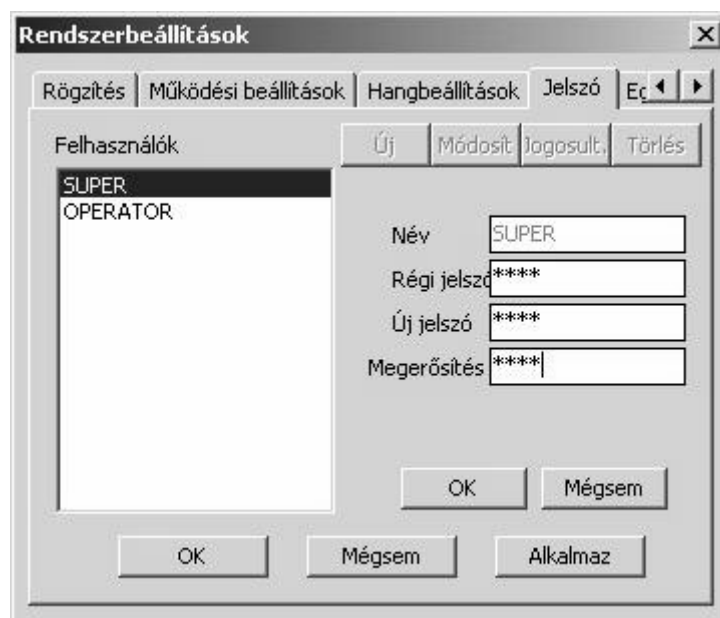 Rendszerbeállítások
Rögzítés Működési beállítások Hangbeállítások Jelszó
Felhasználók
Új Módosít Jogosult. Törlés
SUPER
OPERATOR
Név SUPER
Régi jelszó ****
Új jelszó ****
Megerősítés ****
OK Mégsem
OK Mégsem Alkalmaz